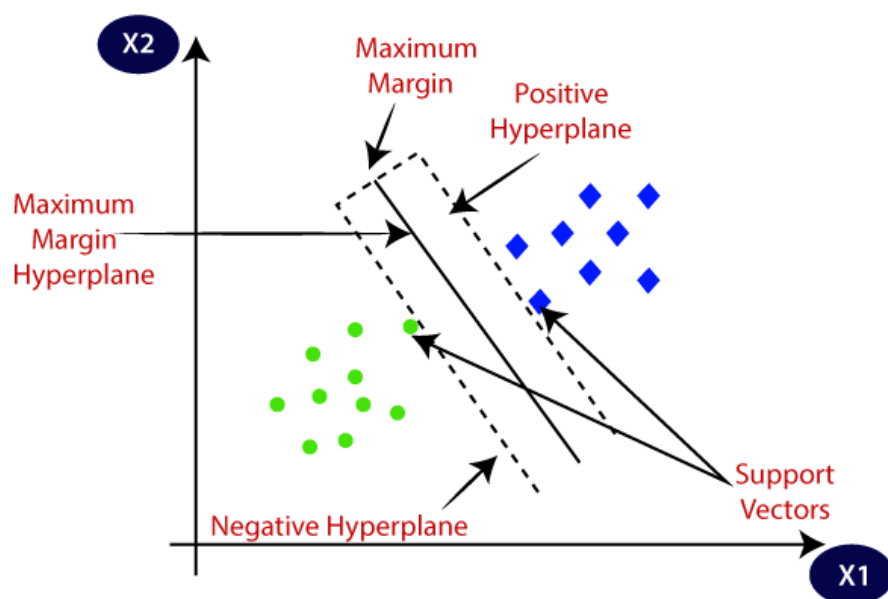 X2
Maximum
Margin
Positive
Hyperplane
Maximum
Margin
Hyperplane
Support
Vectors
Negative Hyperplane
X1